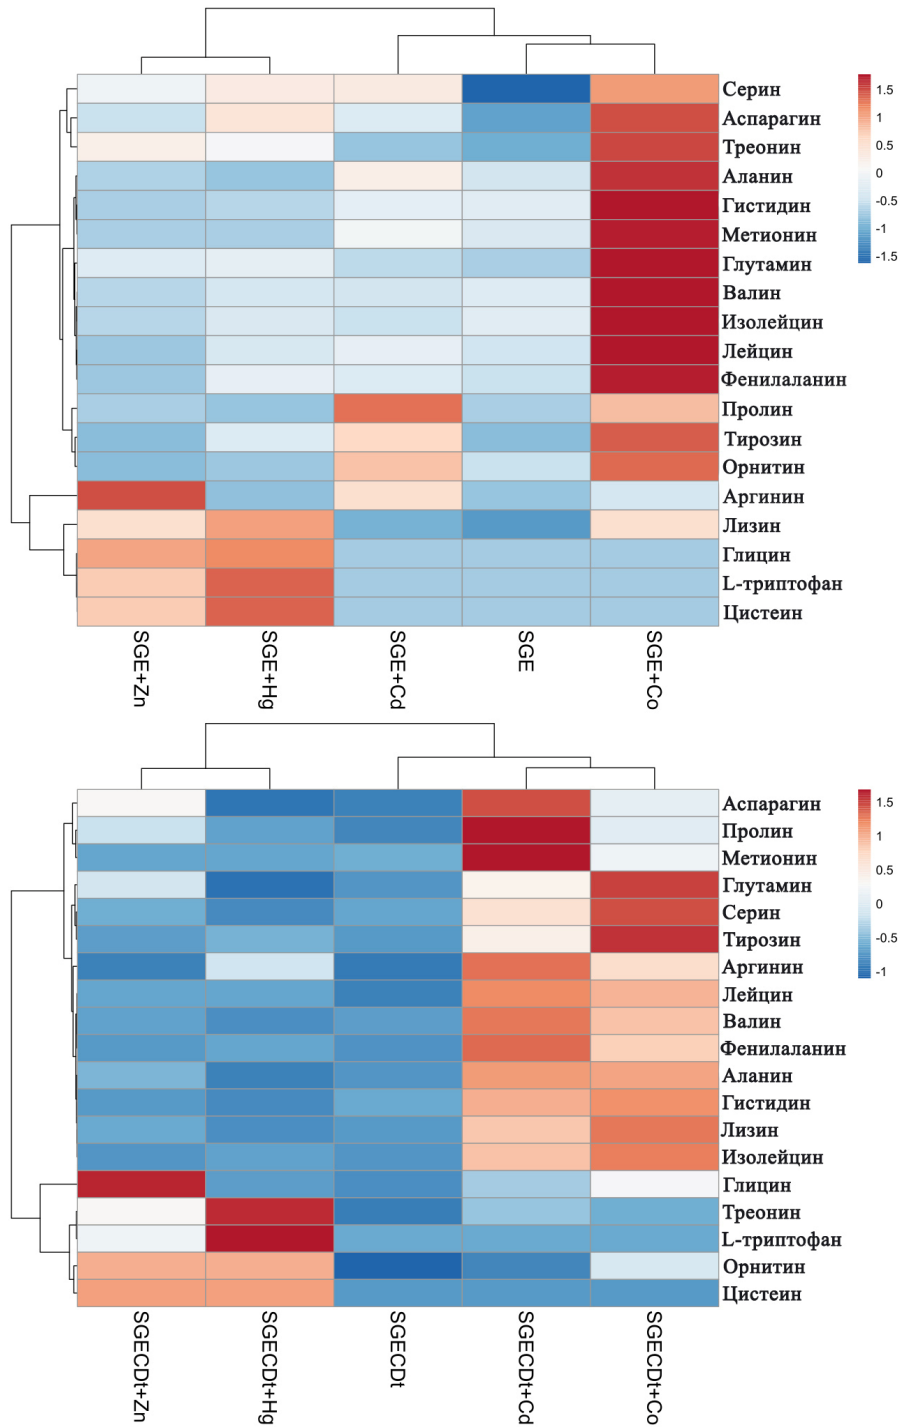 Серин
Аспарагин
Треонин
Аланин
Гистидин
Метионин
Глутамин
Валин
Изолейцин
Лейцин
Фенилаланин
Пролин
Тирозин
Орнитин
Аргинин
Лизин
Глицин
L-триптофан
Цистеин
1.5
1
0.5
0
-0.5
-1
-1.5
SGE+Zn
SGE+Hg
SGE+Cd
SGE
SGE+Co
Аспарагин
Пролин
Метионин
Глутамин
Серин
Тирозин
Аргинин
Лейцин
Валин
Фенилаланин
Аланин
Гистидин
Лизин
Изолейцин
Глицин
Треонин
L-триптофан
Орнитин
Цистеин
1.5
1
0.5
0
-0.5
-1
SGECDt+Zn
SGECDt+Hg
SGECDt
SGECDt+Cd
SGECDt+Co